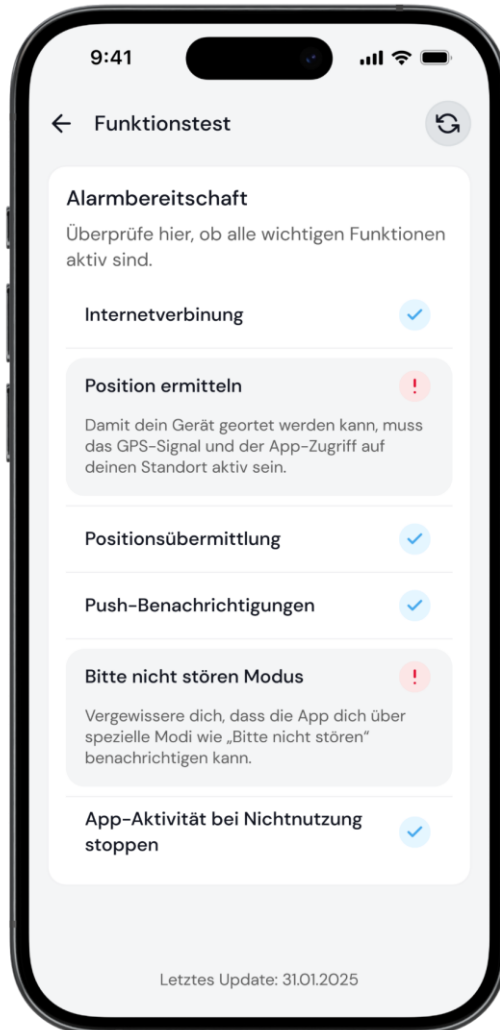 9:41
Funktionstest
Alarmbereitschaft
Überprüfe hier, ob alle wichtigen Funktionen
aktiv sind.
Internetverbinung
Position ermitteln
Damit dein Gerät geortet werden kann, muss
das GPS-Signal und der App-Zugriff auf
deinen Standort aktiv sein.
Positionsübermittlung
Push-Benachrichtigungen
Bitte nicht stören Modus
Vergewissere dich, dass die App dich über
spezielle Modi wie „Bitte nicht stören“
benachrichtigen kann.
App-Aktivität bei Nichtnutzung
stoppen
Letztes Update: 31.01.2025